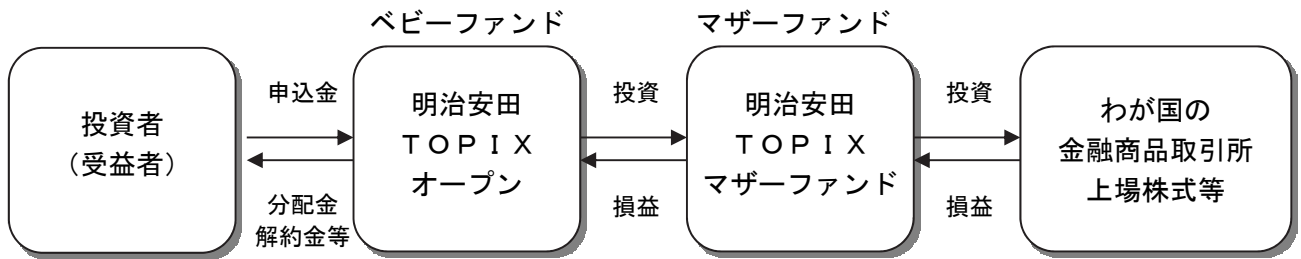 ベビーファンド
マザーファンド
投資者
（受益者）
申込金
分配金
解約金等
明治安田
ＴＯＰＩＸ
オープン
投資
損益
明治安田
ＴＯＰＩＸ
マザーファンド
投資
損益
わが国の
金融商品取引所
上場株式等